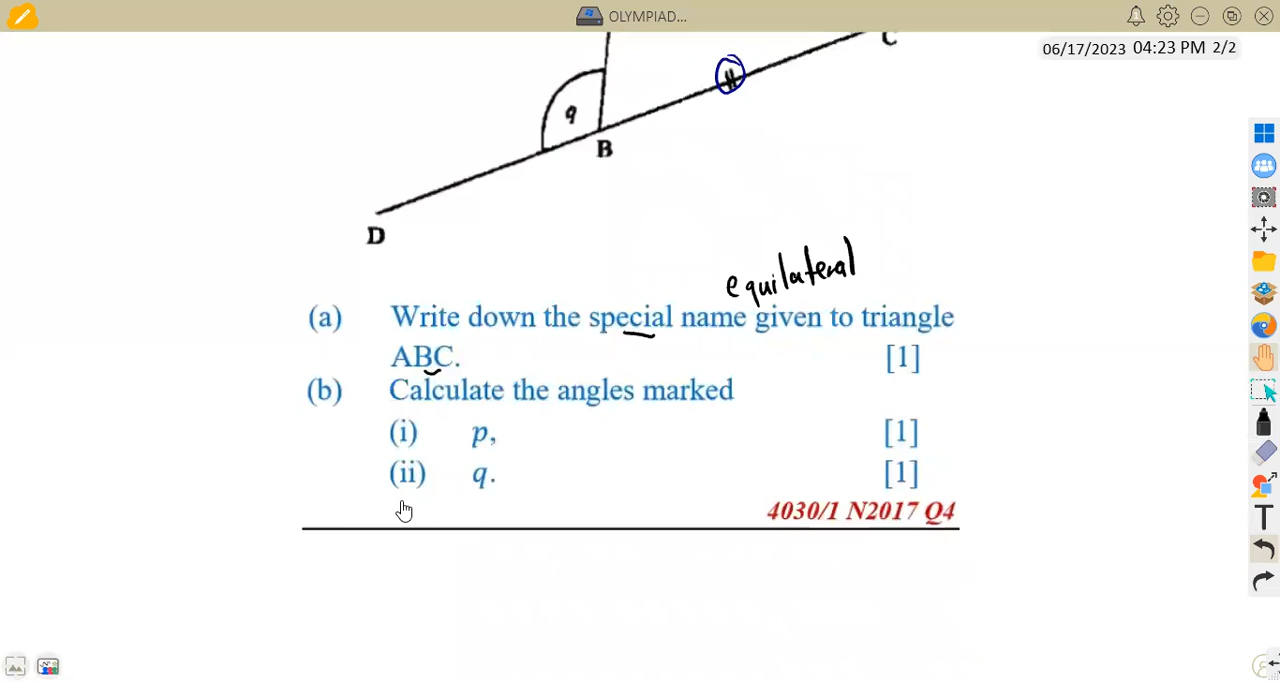 OLYMPIAD...
06/17/2023 04:23 PM 2/2
C
q
B
D
equilateral
(a) Write down the special name given to triangle
ABC. [1]
(b) Calculate the angles marked
(i) p, [1]
(ii) q. [1]
4030/1 N2017 Q4
T